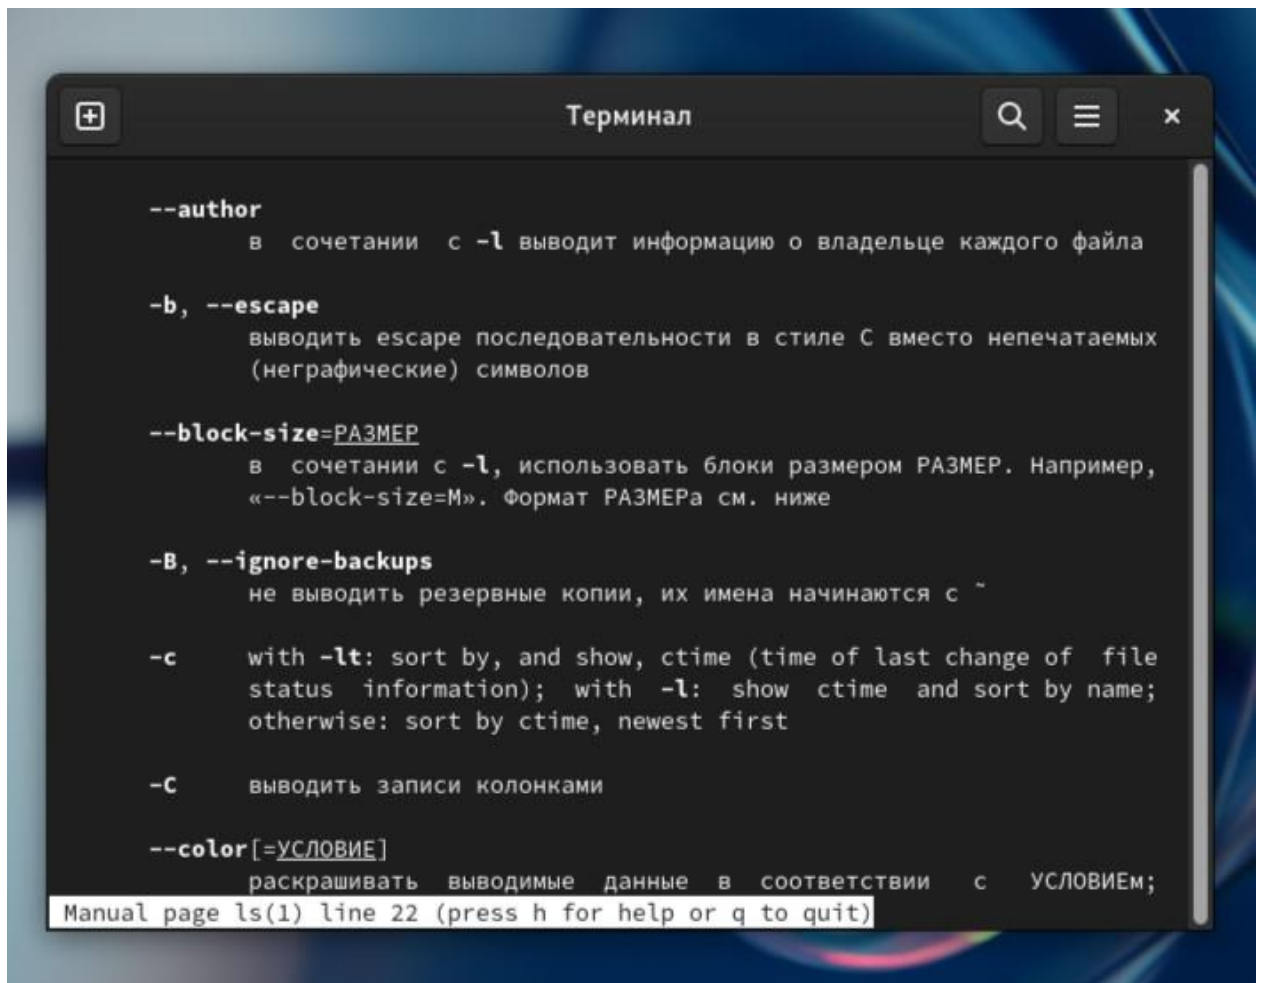 Терминал
--author
в сочетании с -l выводит информацию о владельце каждого файла
-b, --escape
выводить escape последовательности в стиле C вместо непечатаемых
(неграфические) символов
--block-size=РАЗМЕР
в сочетании с -l, использовать блоки размером РАЗМЕР. Например,
«--block-size=M». Формат РАЗМЕРа см. ниже
-B, --ignore-backups
не выводить резервные копии, их имена начинаются с ~
-c with -lt: sort by, and show, ctime (time of last change of file
status information); with -l: show ctime and sort by name;
otherwise: sort by ctime, newest first
-C выводить записи колонками
--color[=УСЛОВИЕ]
раскрашивать выводимые данные в соответствии с УСЛОВИЕм;
Manual page ls(1) line 22 (press h for help or q to quit)